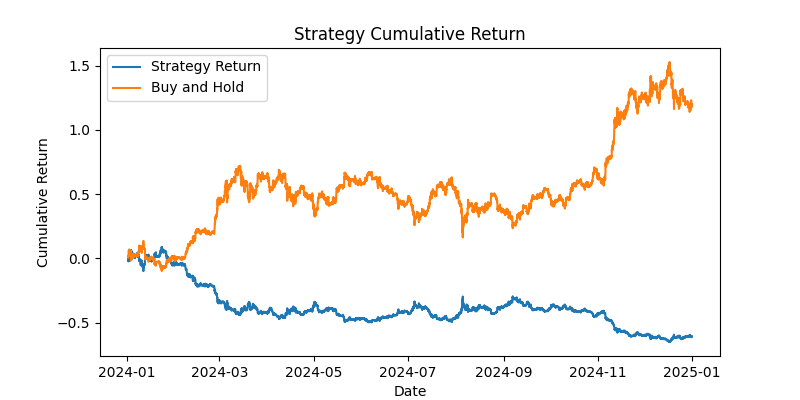 Strategy Cumulative Return
Strategy Return
Buy and Hold
Cumulative Return
1.5
1.0
0.5
0.0
−0.5
2024-01 2024-03 2024-05 2024-07 2024-09 2024-11 2025-01
Date